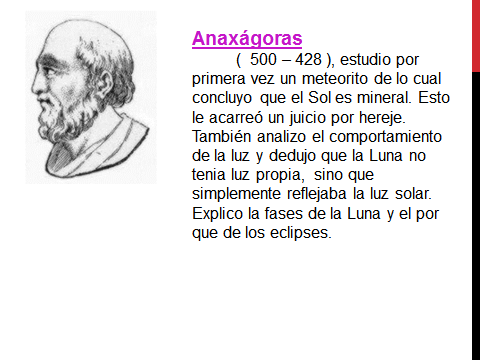 Anaxágoras
( 500 – 428 ), estudio por
primera vez un meteorito de lo cual
concluyo que el Sol es mineral. Esto
le acarreó un juicio por hereje.
También analizo el comportamiento
de la luz y dedujo que la Luna no
tenia luz propia, sino que
simplemente reflejaba la luz solar.
Explico la fases de la Luna y el por
que de los eclipses.